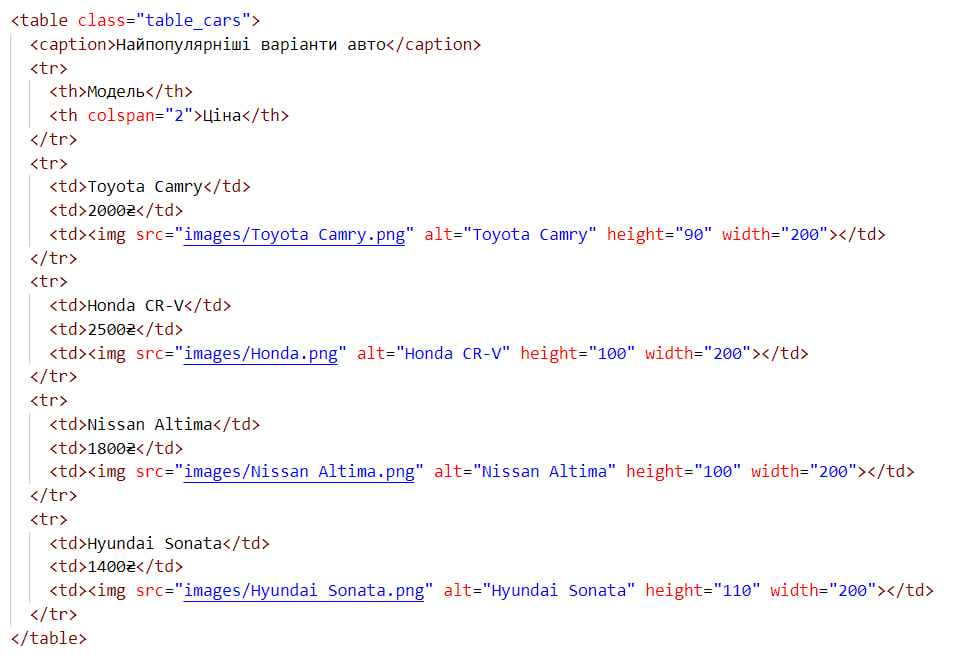 <table class="table_cars">
<caption>Найпопулярніші варіанти авто</caption>
<tr>
<th>Модель</th>
<th colspan="2">Ціна</th>
</tr>
<tr>
<td>Toyota Camry</td>
<td>2000₴</td>
<td><img src="images/Toyota Camry.png" alt="Toyota Camry" height="90" width="200"></td>
</tr>
<tr>
<td>Honda CR-V</td>
<td>2500₴</td>
<td><img src="images/Honda.png" alt="Honda CR-V" height="100" width="200"></td>
</tr>
<tr>
<td>Nissan Altima</td>
<td>1800₴</td>
<td><img src="images/Nissan Altima.png" alt="Nissan Altima" height="100" width="200"></td>
</tr>
<tr>
<td>Hyundai Sonata</td>
<td>1400₴</td>
<td><img src="images/Hyundai Sonata.png" alt="Hyundai Sonata" height="110" width="200"></td>
</tr>
</table>